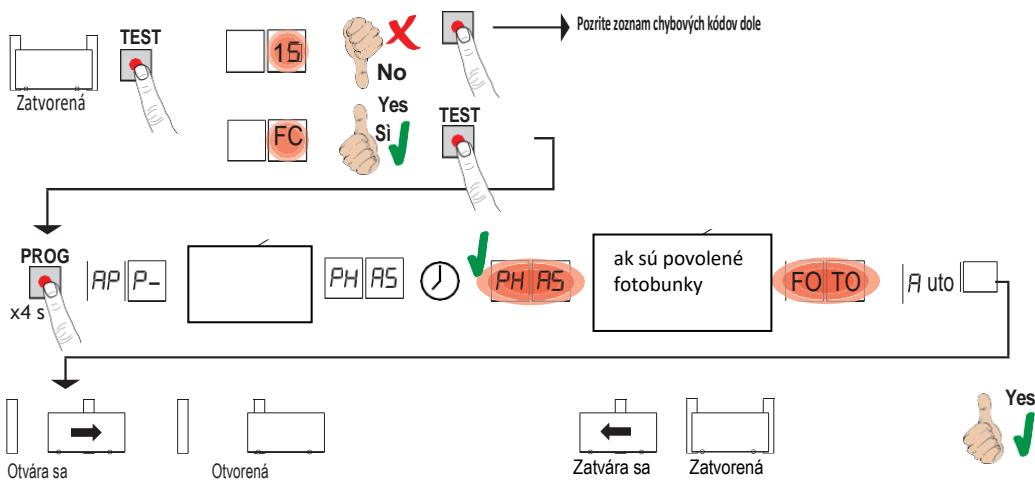 TEST
Zatvorená
15
No
Pozrite zoznam chybových kódov dole
FC
Yes
Sì
TEST
PROG
x4 s
AP P-
PH AS
PH AS
ak sú povolené
fotobunky
FO TO
A uto
Otvára sa
Otvorená
Zatvára sa
Zatvorená
Yes